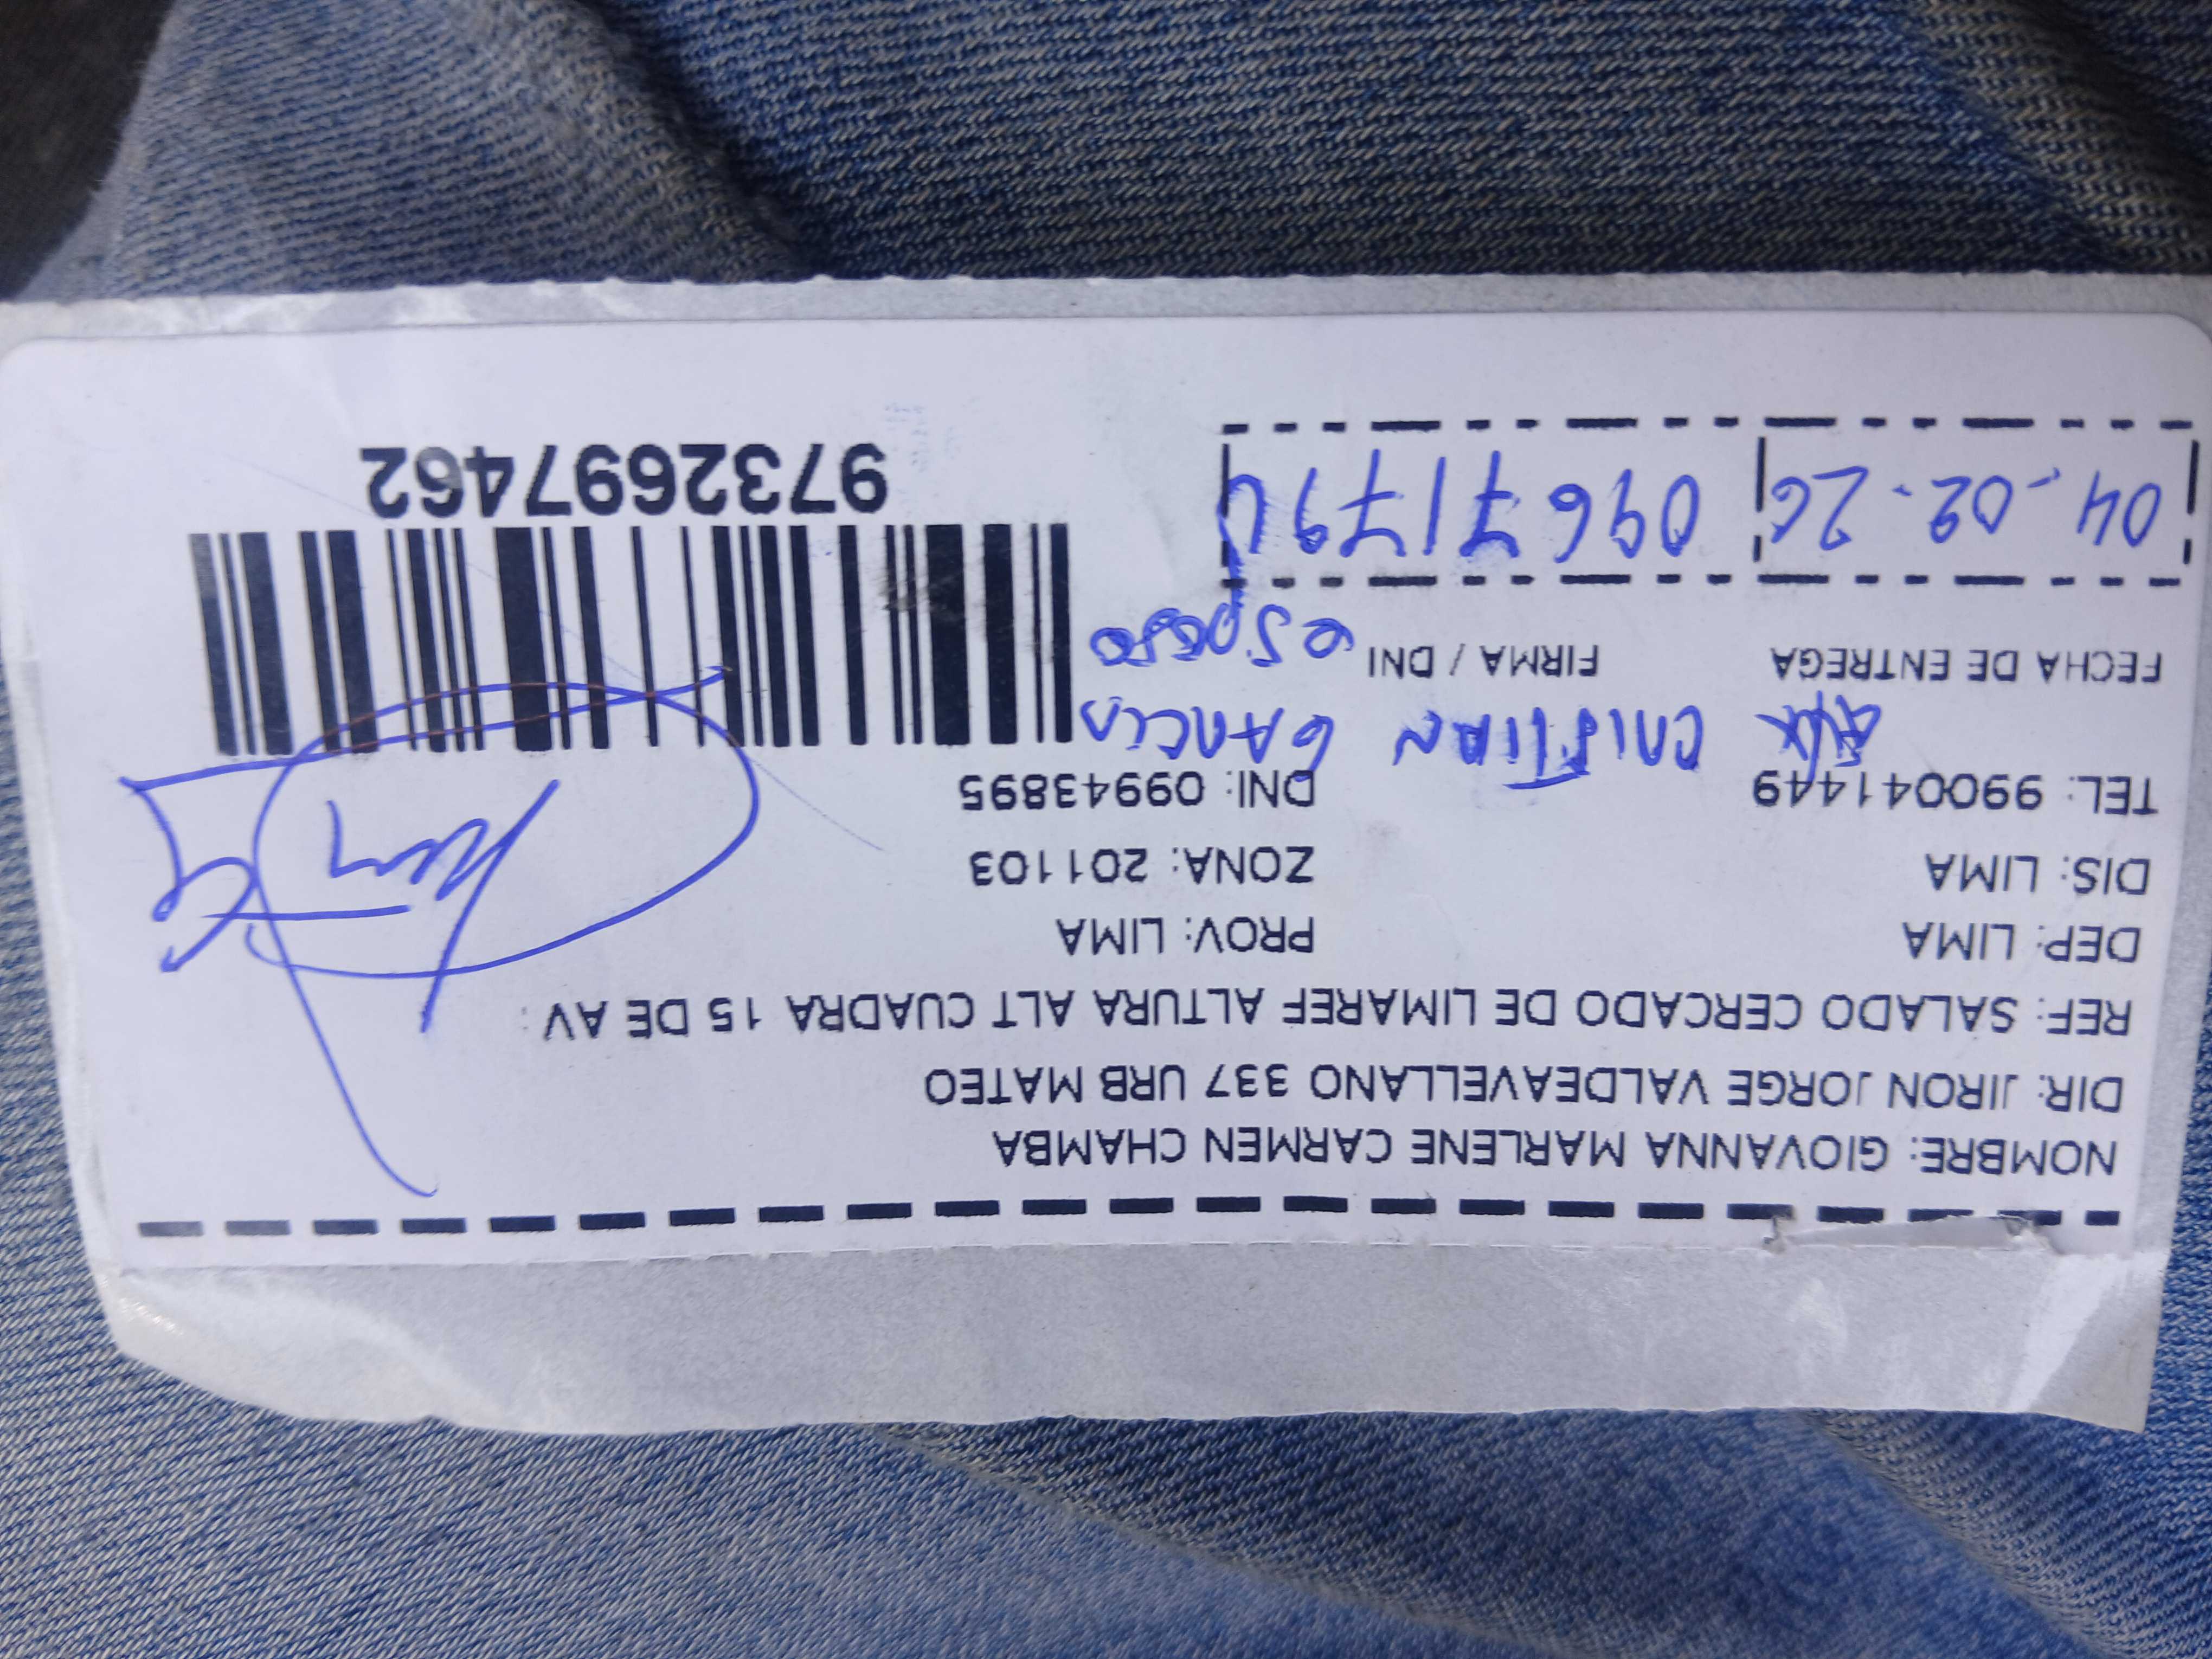 NOMBRE: GIOVANNA MARLENE CARMEN CHAMBA
DIR: JIRON JORGE VALDEAVELLANO 337 URB MATEO
REF: SALADO CERCADO DE LIMAREF ALTURA ALT CUADRA 15 DE AV :
DEP: LIMA PROV: LIMA
DIS: LIMA ZONA: 201103
TEL: 990041449 DNI: 09943895
CRISTIAN GARCIA
FECHA DE ENTREGA FIRMA / DNI esposo
04-02-26 09671794
97326974462